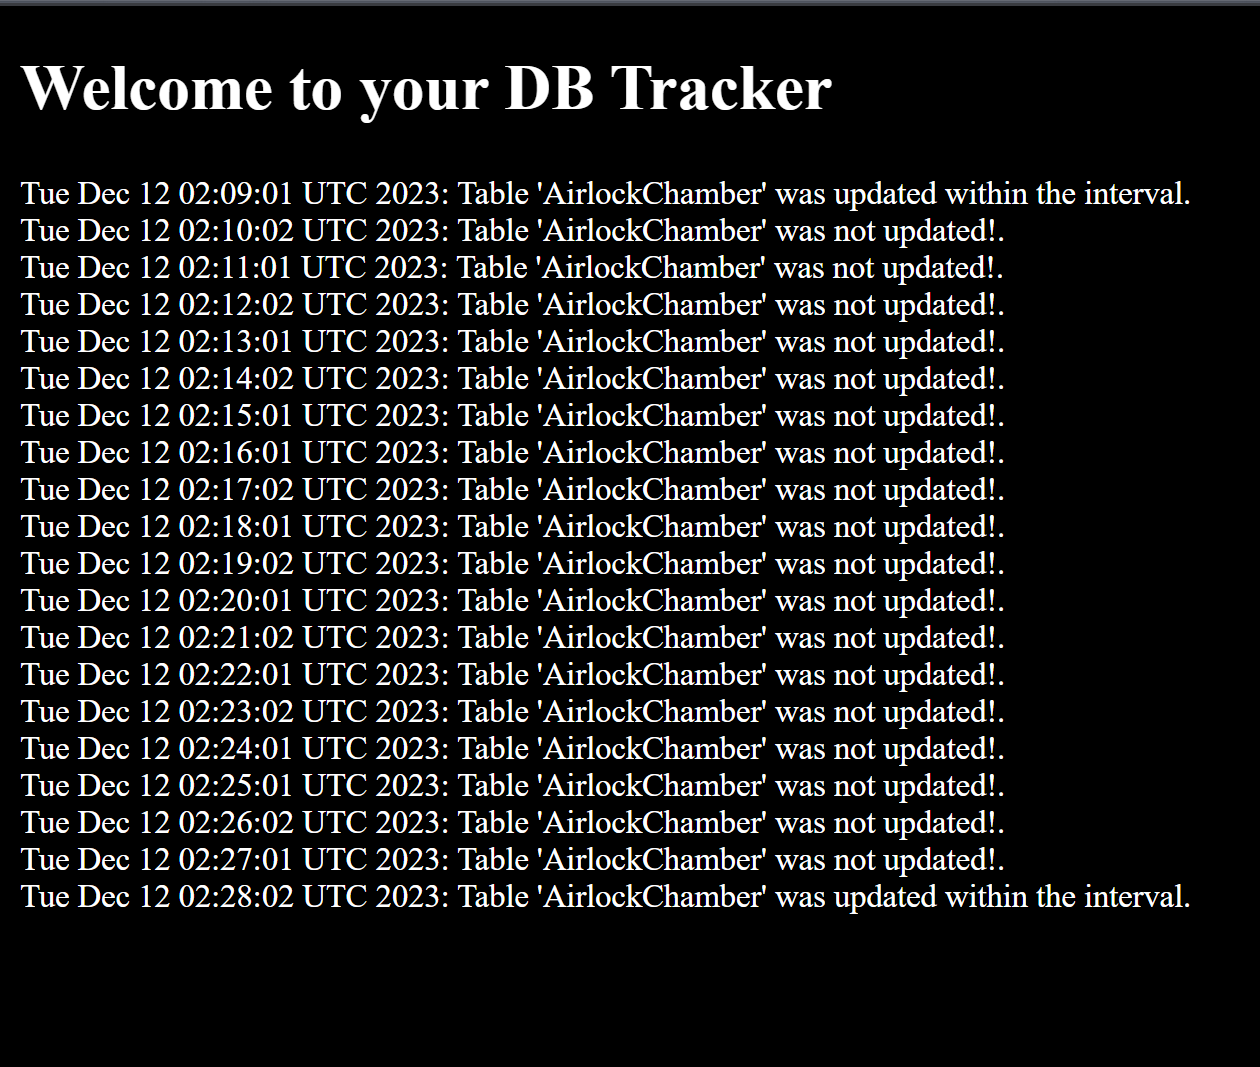 Welcome to your DB Tracker
Tue Dec 12 02:09:01 UTC 2023: Table 'AirlockChamber' was updated within the interval.
Tue Dec 12 02:10:02 UTC 2023: Table 'AirlockChamber' was not updated!.
Tue Dec 12 02:11:01 UTC 2023: Table 'AirlockChamber' was not updated!.
Tue Dec 12 02:12:02 UTC 2023: Table 'AirlockChamber' was not updated!.
Tue Dec 12 02:13:01 UTC 2023: Table 'AirlockChamber' was not updated!.
Tue Dec 12 02:14:02 UTC 2023: Table 'AirlockChamber' was not updated!.
Tue Dec 12 02:15:01 UTC 2023: Table 'AirlockChamber' was not updated!.
Tue Dec 12 02:16:01 UTC 2023: Table 'AirlockChamber' was not updated!.
Tue Dec 12 02:17:02 UTC 2023: Table 'AirlockChamber' was not updated!.
Tue Dec 12 02:18:01 UTC 2023: Table 'AirlockChamber' was not updated!.
Tue Dec 12 02:19:02 UTC 2023: Table 'AirlockChamber' was not updated!.
Tue Dec 12 02:20:01 UTC 2023: Table 'AirlockChamber' was not updated!.
Tue Dec 12 02:21:02 UTC 2023: Table 'AirlockChamber' was not updated!.
Tue Dec 12 02:22:01 UTC 2023: Table 'AirlockChamber' was not updated!.
Tue Dec 12 02:23:02 UTC 2023: Table 'AirlockChamber' was not updated!.
Tue Dec 12 02:24:01 UTC 2023: Table 'AirlockChamber' was not updated!.
Tue Dec 12 02:25:01 UTC 2023: Table 'AirlockChamber' was not updated!.
Tue Dec 12 02:26:02 UTC 2023: Table 'AirlockChamber' was not updated!.
Tue Dec 12 02:27:01 UTC 2023: Table 'AirlockChamber' was not updated!.
Tue Dec 12 02:28:02 UTC 2023: Table 'AirlockChamber' was updated within the interval.